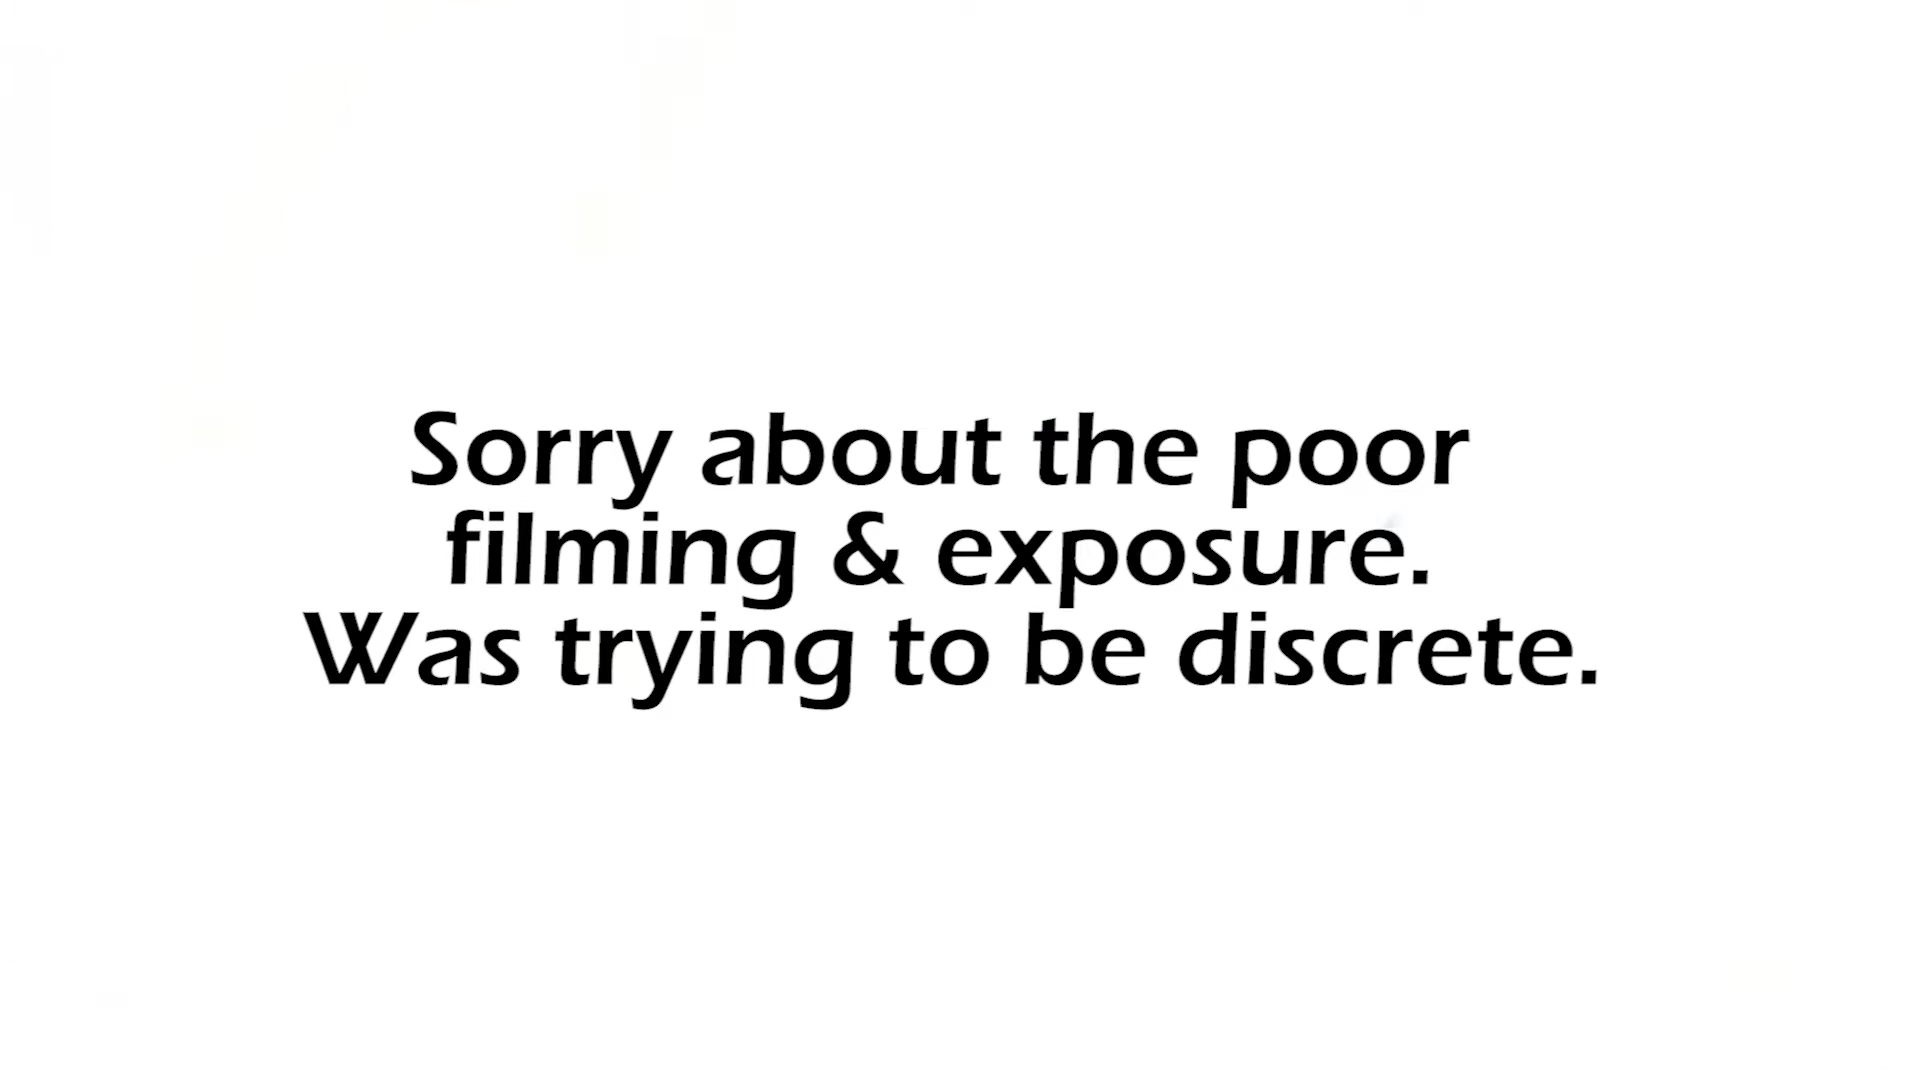 Sorry about the poor
filming & exposure.
Was trying to be discrete.